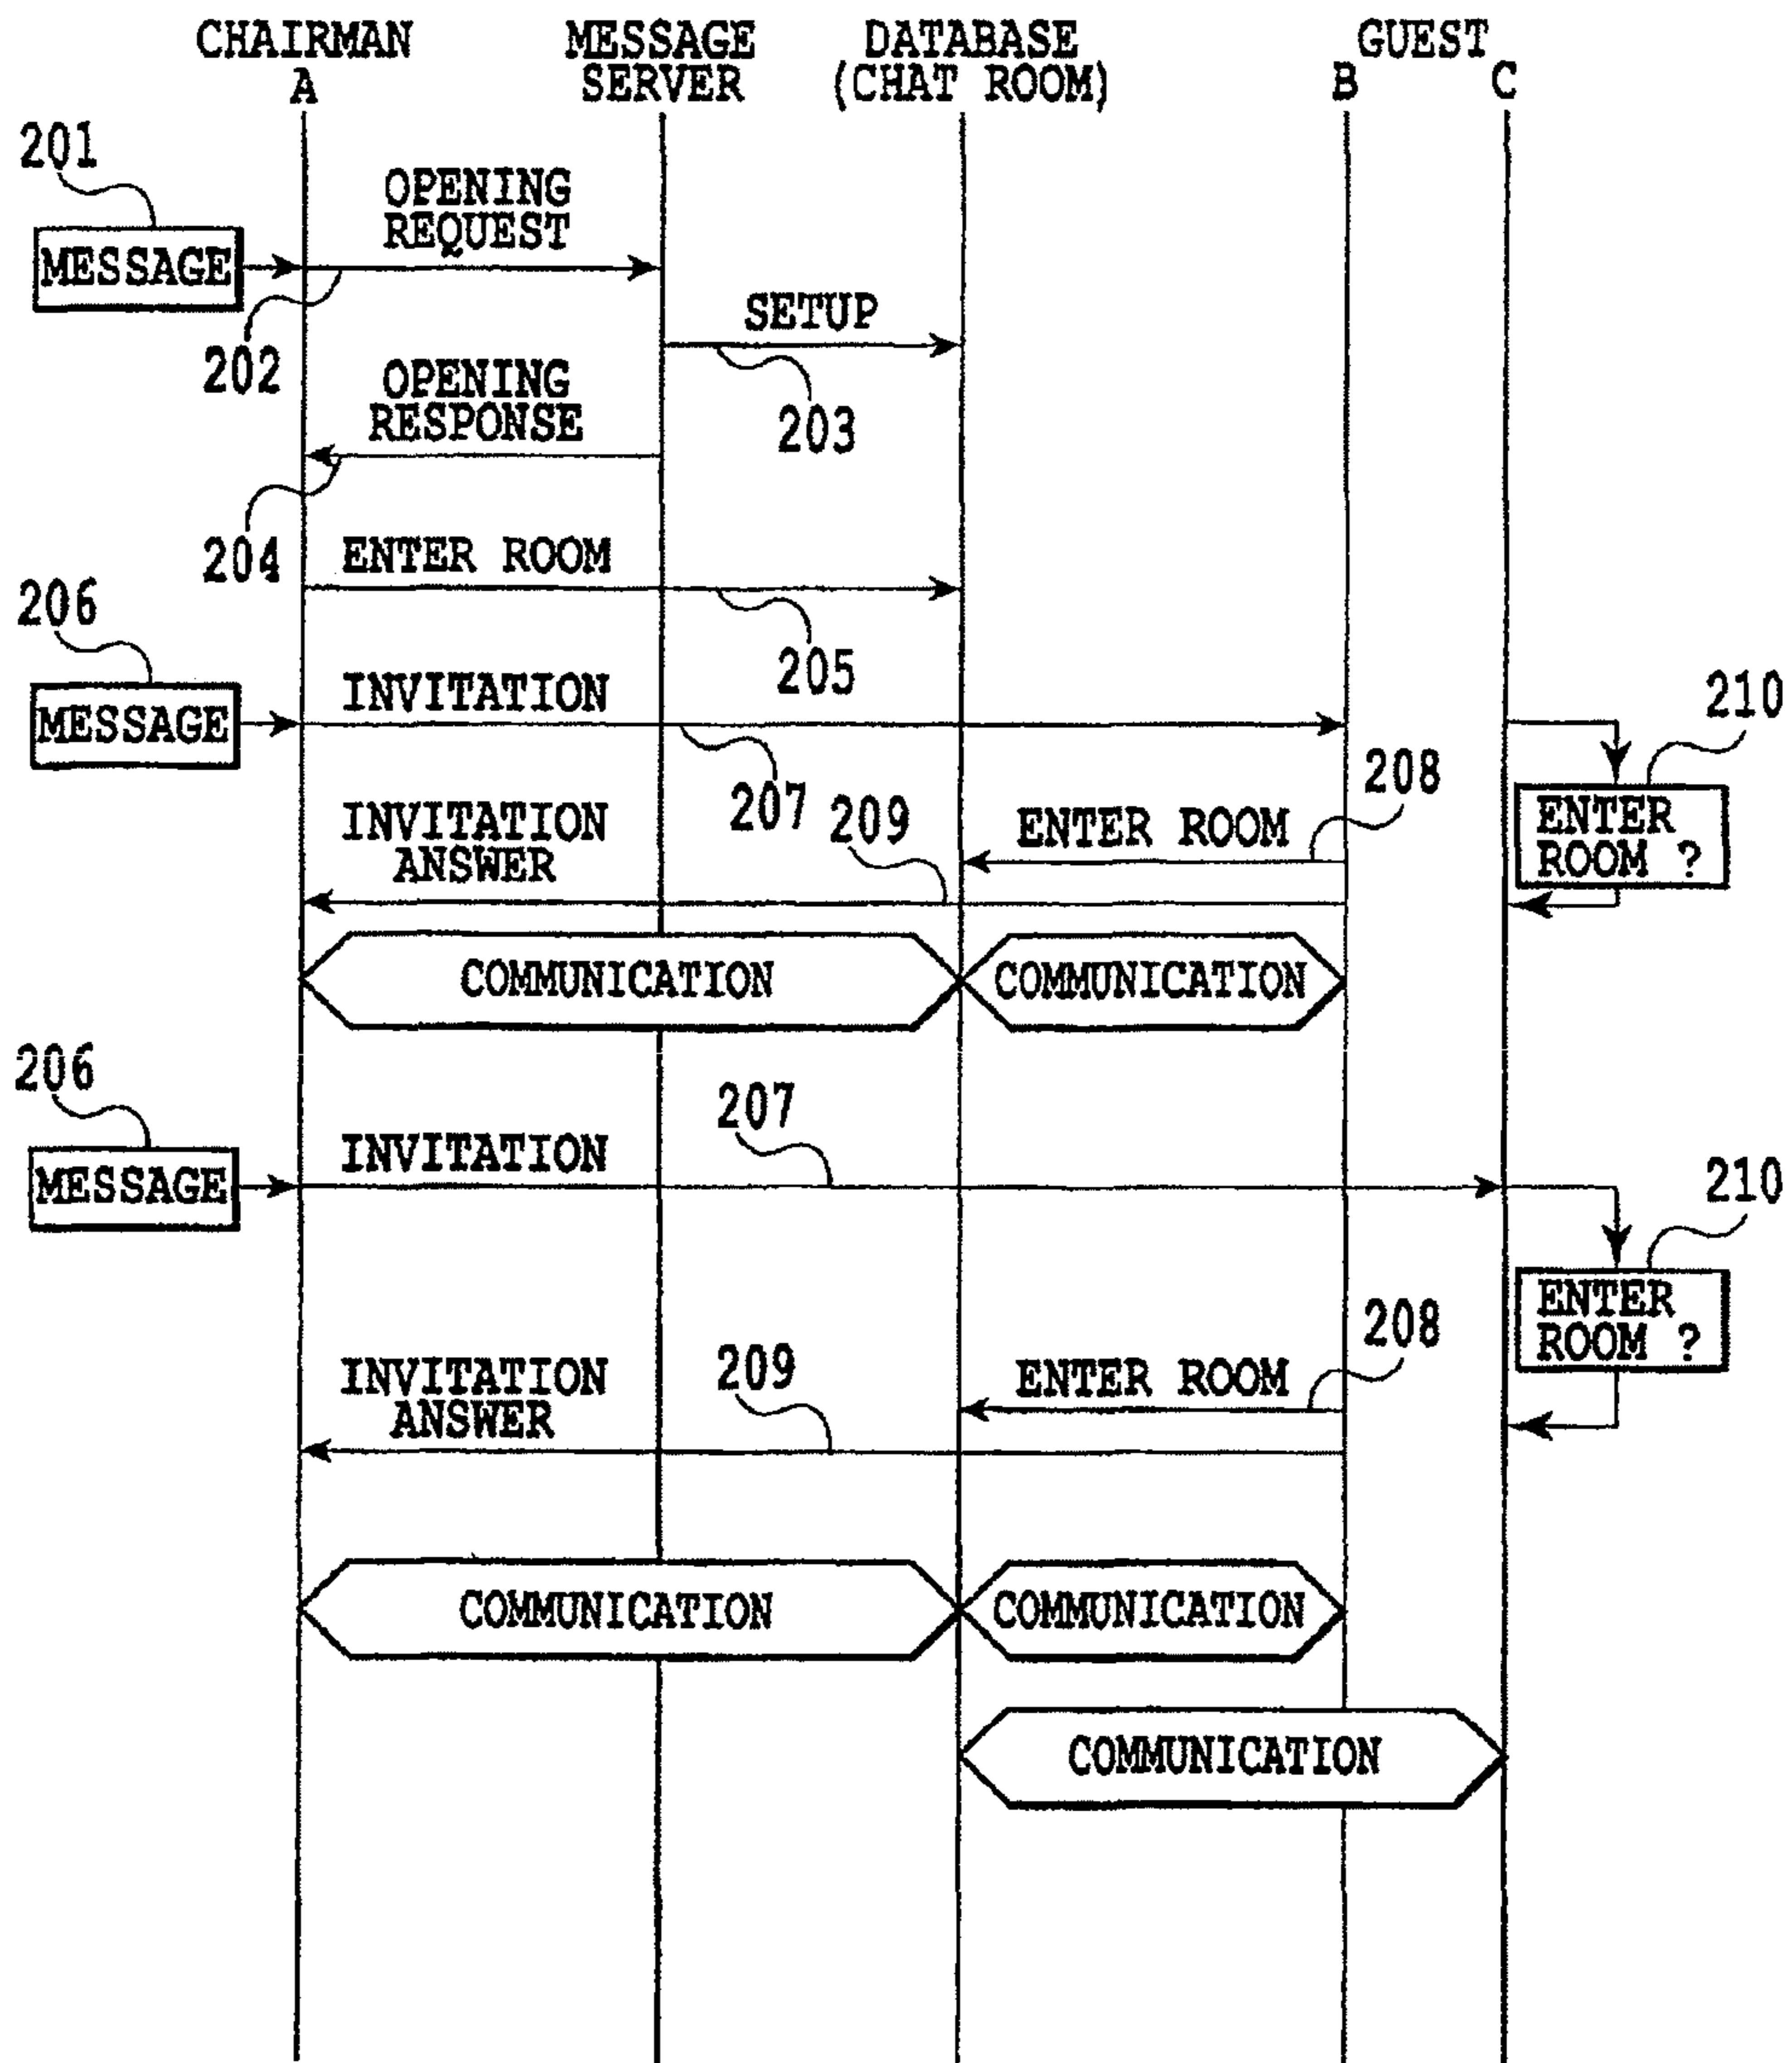 CHAIRMAN
A
MESSAGE
SERVER
DATABASE
(CHAT ROOM)
GUEST
B
C
201
MESSAGE
OPENING
REQUEST
202
SETUP
203
OPENING
RESPONSE
204
ENTER ROOM
205
206
MESSAGE
INVITATION
207
210
ENTER
ROOM ?
208
ENTER ROOM
209
INVITATION
ANSWER
COMMUNICATION
COMMUNICATION
206
MESSAGE
INVITATION
207
210
ENTER
ROOM ?
208
ENTER ROOM
209
INVITATION
ANSWER
COMMUNICATION
COMMUNICATION
COMMUNICATION